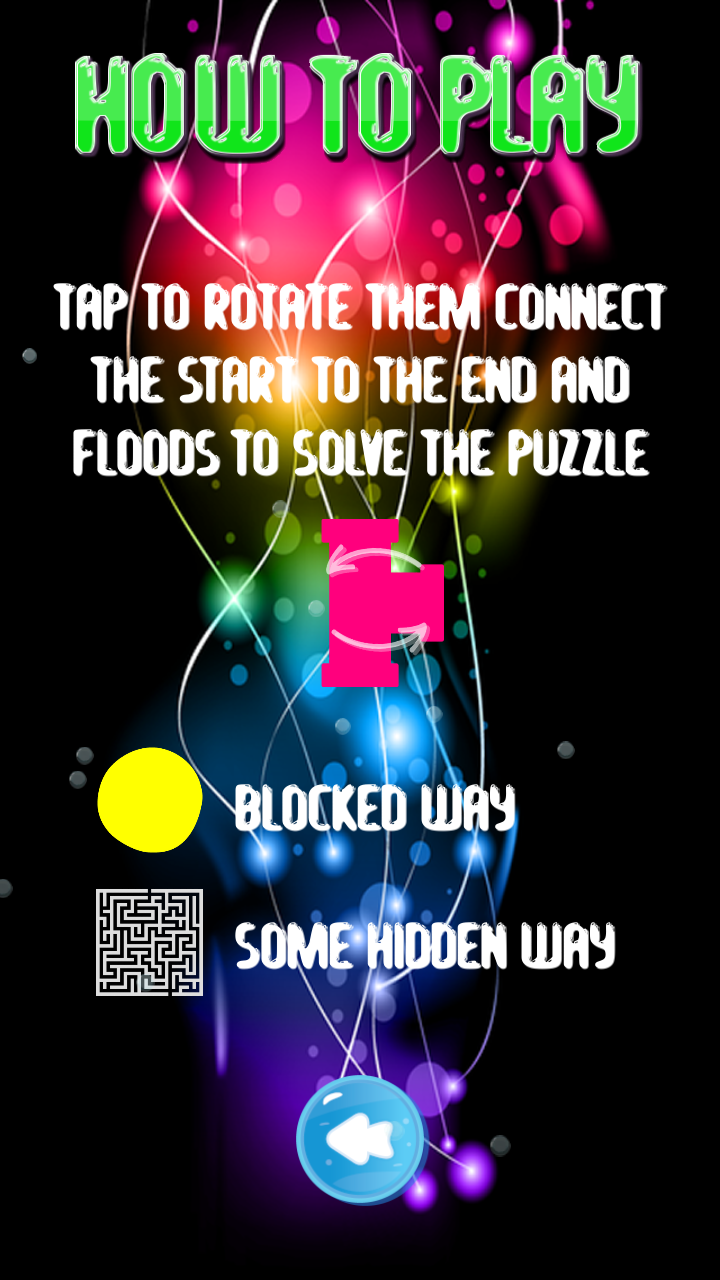 HOW TO PLAY
TAP TO ROTATE THEM CONNECT
THE START TO THE END AND
FLOODS TO SOLVE THE PUZZLE
BLOCKED WAY
SOME HIDDEN WAY